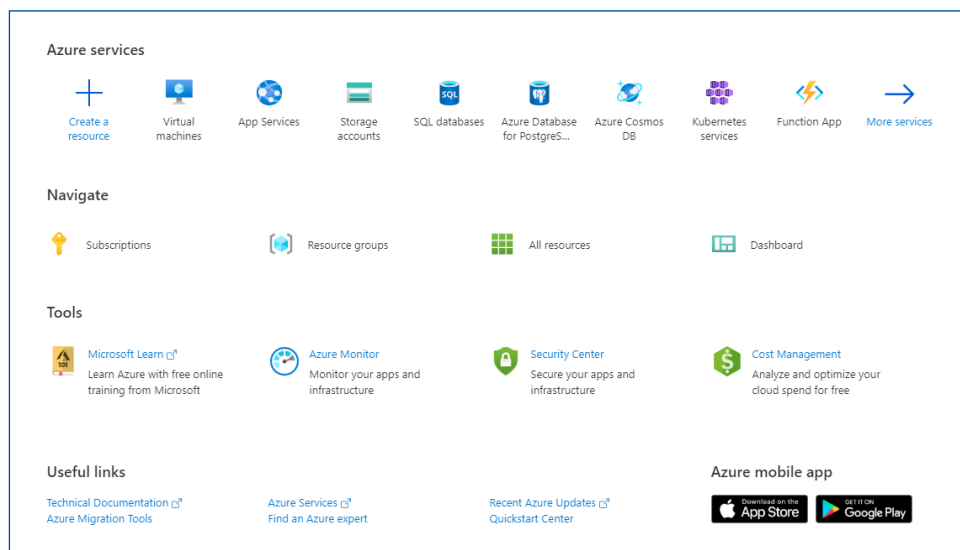 Azure services
Create a
resource
Virtual
machines
App Services
Storage
accounts
SQL
SQL databases
Azure Database
for PostgreS...
Azure Cosmos
DB
Kubernetes
services
Function App
More services
Navigate
Subscriptions
Resource groups
All resources
Dashboard
Tools
101
Microsoft Learn
Learn Azure with free online
training from Microsoft
Azure Monitor
Monitor your apps and
infrastructure
Security Center
Secure your apps and
infrastructure
$
Cost Management
Analyze and optimize your
cloud spend for free
Useful links
Technical Documentation
Azure Migration Tools
Azure Services
Find an Azure expert
Recent Azure Updates
Quickstart Center
Azure mobile app
Download on the
App Store
GET IT ON
Google Play